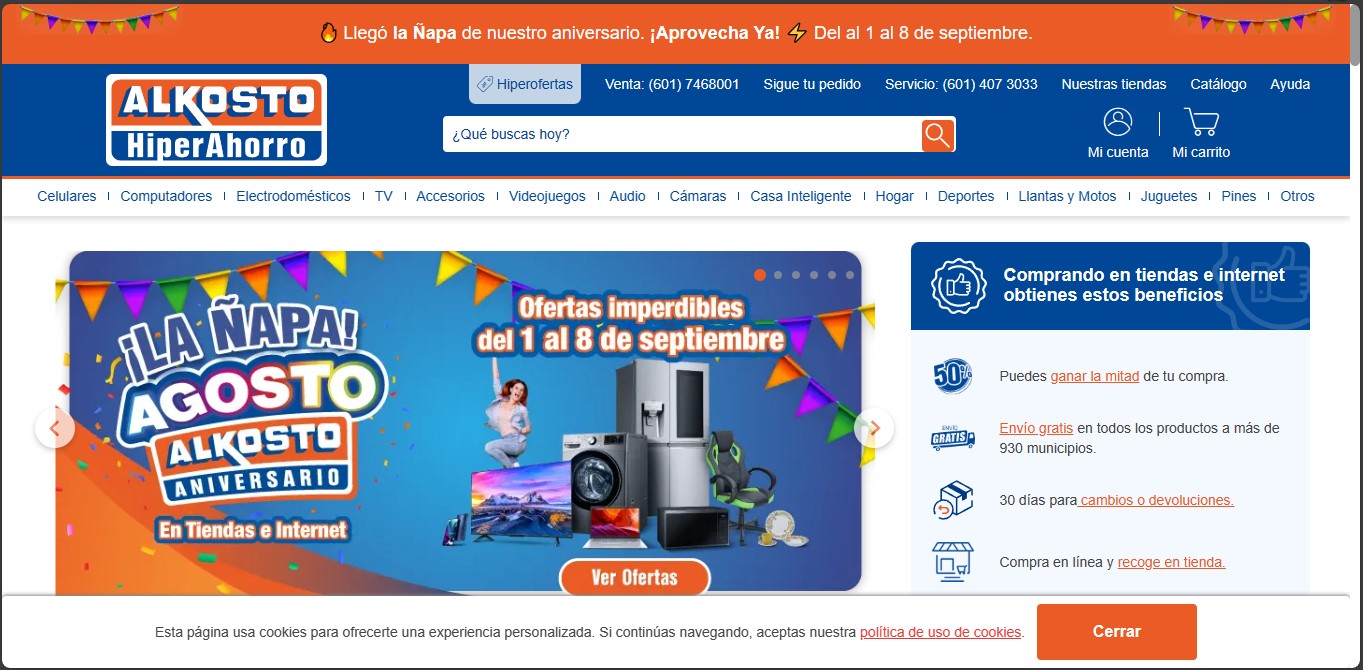 🔥 Llegó la Ñapa de nuestro aniversario. ¡Aprovecha Ya! ⚡ Del al 1 al 8 de septiembre.
ALKOSTO
HiperAhorro
Hiperofertas
Venta: (601) 7468001
Sigue tu pedido
Servicio: (601) 407 3033
Nuestras tiendas
Catálogo
Ayuda
¿Qué buscas hoy?
Mi cuenta
Mi carrito
Celulares
Computadores
Electrodomésticos
TV
Accesorios
Videojuegos
Audio
Cámaras
Casa Inteligente
Hogar
Deportes
Llantas y Motos
Juguetes
Pines
Otros
¡LA ÑAPA!
AGOSTO
ALKOSTO
ANIVERSARIO
En Tiendas e Internet
Ofertas imperdibles
del 1 al 8 de septiembre
Ver Ofertas
Comprando en tiendas e internet
obtienes estos beneficios
50%
Puedes ganar la mitad de tu compra.
ENVÍO
GRATIS
Envío gratis en todos los productos a más de
930 municipios.
30 días para cambios o devoluciones.
Compra en línea y recoge en tienda.
Esta página usa cookies para ofrecerte una experiencia personalizada. Si continúas navegando, aceptas nuestra política de uso de cookies.
Cerrar